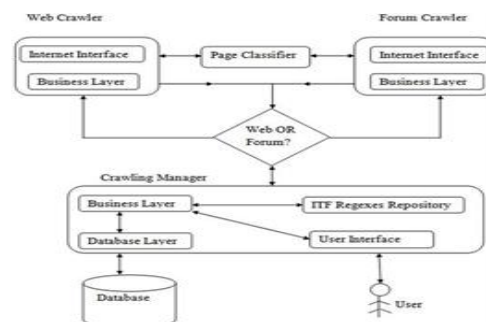 Web Crawler
Forum Crawler
Internet Interface
Page Classifier
Internet Interface
Business Layer
Business Layer
Web OR
Forum?
Crawling Manager
Business Layer
ITF Regexes Repository
Database Layer
User Interface
Database
User